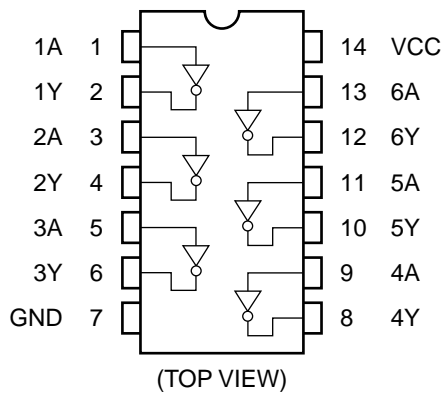 1A 1 14 VCC
1Y 2 13 6A
2A 3 12 6Y
2Y 4 11 5A
3A 5 10 5Y
3Y 6 9 4A
GND 7 8 4Y
(TOP VIEW)